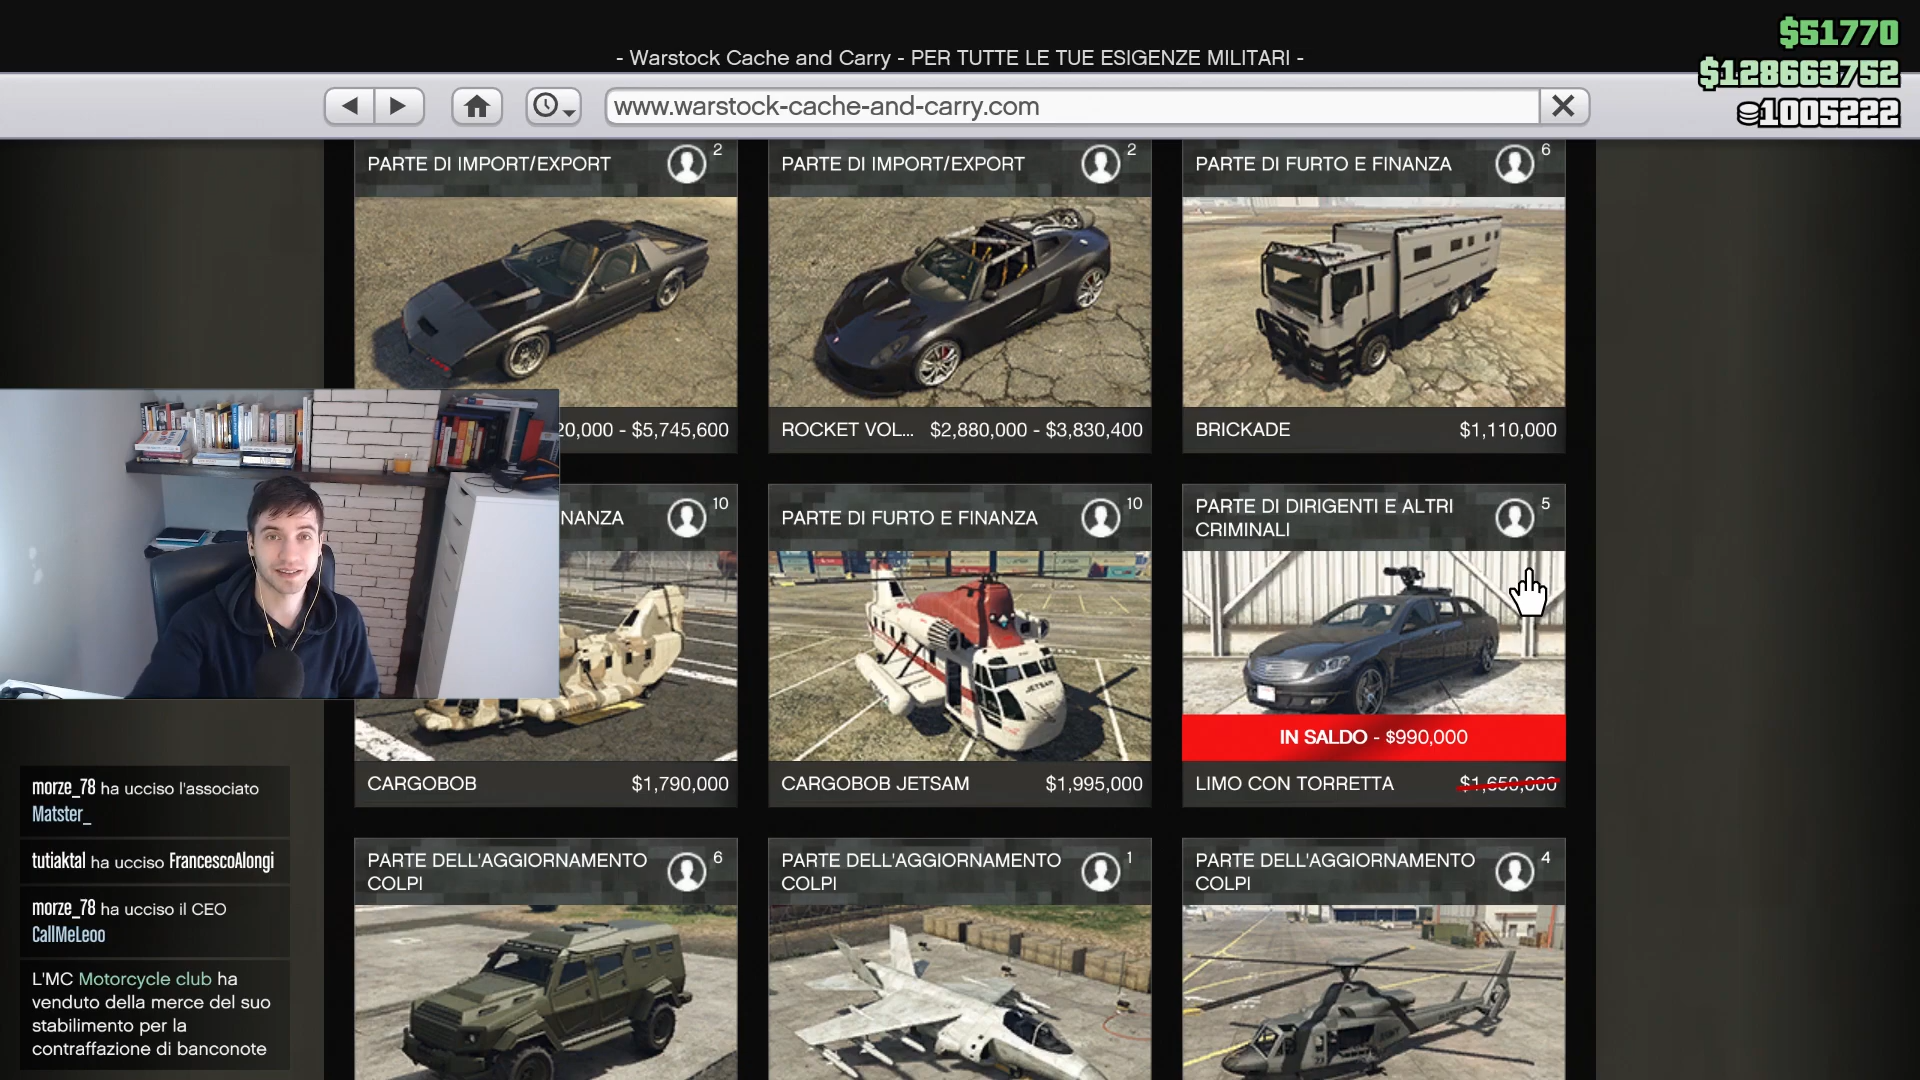 $51770
- Warstock Cache and Carry - PER TUTTE LE TUE ESIGENZE MILITARI -
$128663752
www.warstock-cache-and-carry.com
1005222
PARTE DI IMPORT/EXPORT 2
PARTE DI IMPORT/EXPORT 2
PARTE DI FURTO E FINANZA 6
20,000 - $5,745,600
ROCKET VOL... $2,880,000 - $3,830,400
BRICKADE $1,110,000
NANZA 10
PARTE DI FURTO E FINANZA 10
PARTE DI DIRIGENTI E ALTRI
CRIMINALI 5
JETSAM
IN SALDO - $990,000
CARGOBOB $1,790,000
CARGOBOB JETSAM $1,995,000
LIMO CON TORRETTA $1,650,000
PARTE DELL'AGGIORNAMENTO
COLPI 6
PARTE DELL'AGGIORNAMENTO
COLPI 1
PARTE DELL'AGGIORNAMENTO
COLPI 4
morze_78 ha ucciso l'associato
Matster_
tutiaktal ha ucciso FrancescoAlongi
morze_78 ha ucciso il CEO
CallMeLeoo
L'MC Motorcycle club ha
venduto della merce del suo
stabilimento per la
contraffazione di banconote